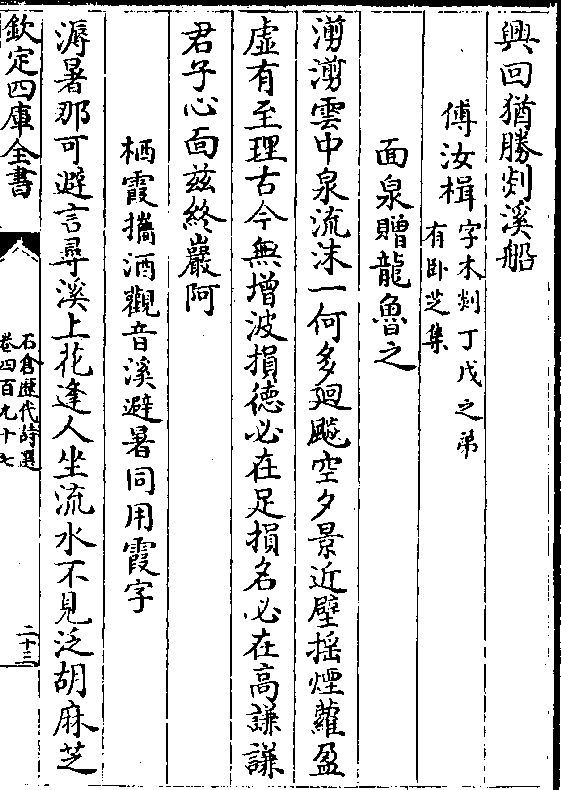 興回猶勝剡溪船
傅汝楫字木剡丁戊之弟
有卧芝集
面泉贈龍魯之
湧湧雲中泉流沫一何多廻飈空夕景近壁揺煙蘿盈
虚有至理古今無增波損德必在足損名必在高謙謙
君子心面兹終巖阿
栖霞攜酒觀音溪避暑同用霞字
溽暑那可避言尋溪上花逢人坐流水不見泛胡麻芝
欽定四庫全書
石倉歴代詩選
卷四百九十七
二十三